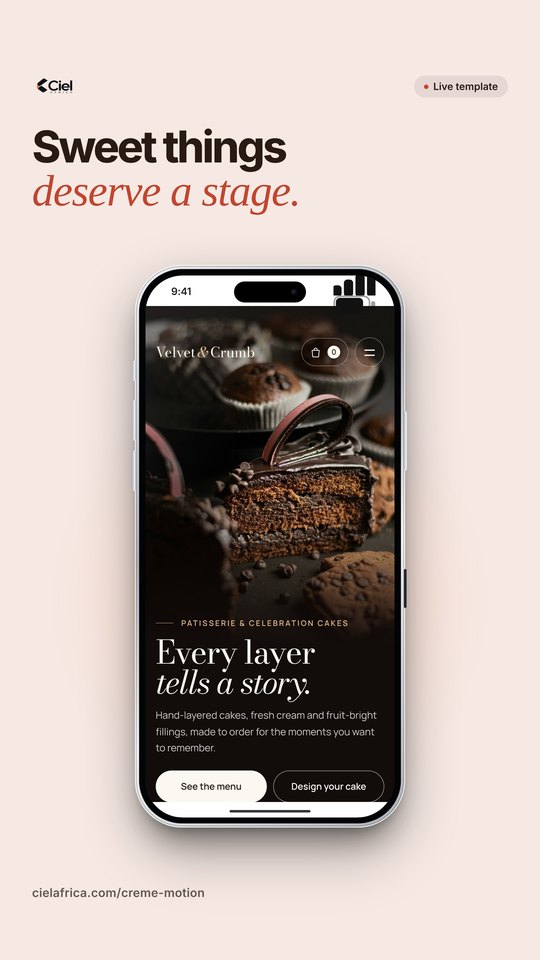 Ciel
Live template
Sweet things
deserve a stage.
9:41
Velvet & Crumb
0
PATISSERIE & CELEBRATION CAKES
Every layer
tells a story.
Hand-layered cakes, fresh cream and fruit-bright
fillings, made to order for the moments you want
to remember.
See the menu
Design your cake
cielafrica.com/creme-motion